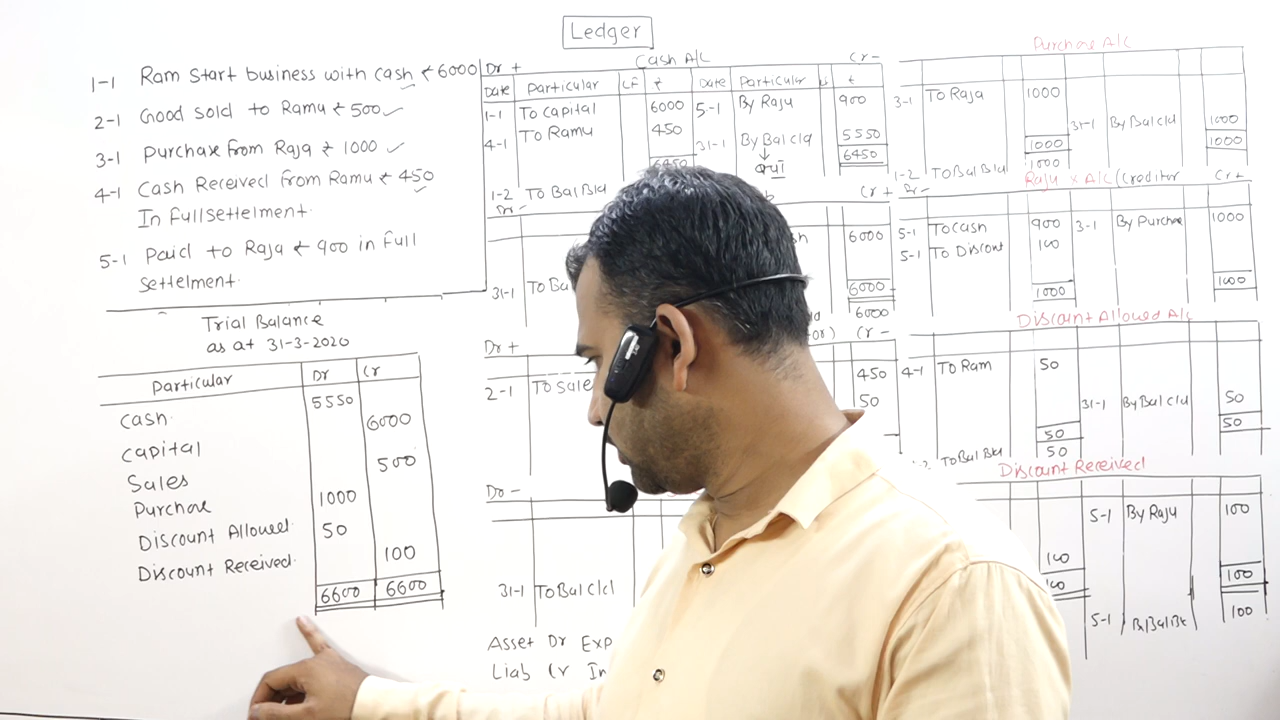 Ledger
1-1 Ram Start business with cash ₹6000
2-1 Good sold to Ramu ₹ 500
3-1 Purchase from Raja ₹ 1000
4-1 Cash Received from Ramu ₹ 450
In fullsettelment.
5-1 Paid to Raja ₹ 900 in full
settelment.
Trial Balance
as at 31-3-2020
Particular Dr Cr
Cash 5550
Capital 6000
Sales 500
Purchase 1000
Discount Allowed 50
Discount Received 100
6600 6600
Dr + Cash A/c Cr -
Date Particular LF ₹ Date Particular ₹
1-1 To Capital 6000 5-1 By Raju 900
4-1 To Ramu 450 31-1 By Bal c/d 5550
6450 6450
1-2 To Bal B/d
Dr - Cr +
6000
31-1 To Ba
6000
6000
Dr + Cr -
2-1 To Sale 450
50
Dr -
31-1 To Bal c/d
Asset Dr Exp
Liab Cr In
Purchase A/c
3-1 To Raja 1000
31-1 By Bal c/d 1000
1000 1000
1-2 To Bal B/d 1000
Dr - A/c (Creditor Cr +
5-1 To cash 900 3-1 By Purchase 1000
5-1 To Discount 100
1000 1000
Discount Allowed A/c
4-1 To Ram 50
31-1 By Bal c/d 50
50 50
To Bal B/d 50
Discount Received
5-1 By Raju 100
100
100 100
5-1 100